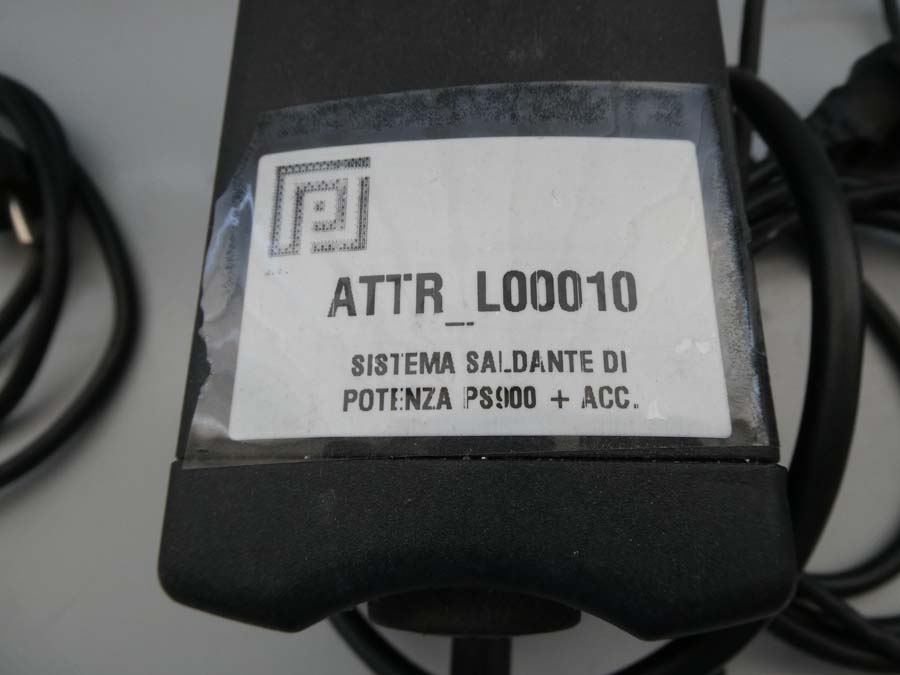 ATTR_L00010
SISTEMA SALDANTE DI
POTENZA PS900 + ACC.